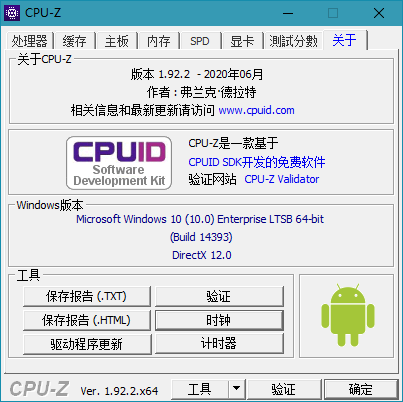 CPU-Z
处理器 缓存 主板 内存 SPD 显卡 測試分數 关于
关于CPU-Z
版本 1.92.2 - 2020年06月
作者 : 弗兰克·德拉特
相关信息和最新更新请访问 www.cpuid.com
CPUID
Software
Development Kit
CPU-Z是一款基于
CPUID SDK开发的免费软件
验证网站 CPU-Z Validator
Windows版本
Microsoft Windows 10 (10.0) Enterprise LTSB 64-bit
(Build 14393)
DirectX 12.0
工具
保存报告 (.TXT) 验证
保存报告 (.HTML) 时钟
驱动程序更新 计时器
CPU-Z Ver. 1.92.2.x64 工具 验证 确定